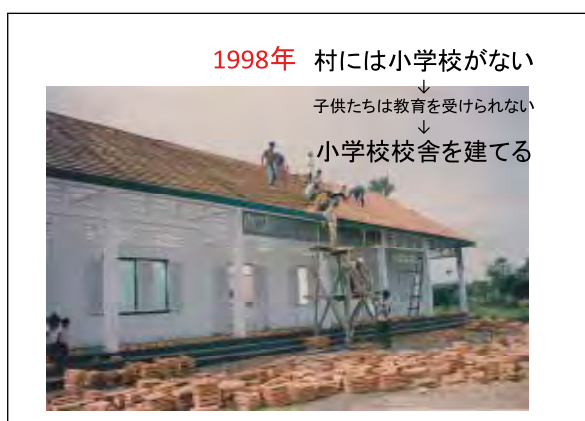 1998年 村には小学校がない
↓
子供たちは教育を受けられない
↓
小学校校舎を建てる